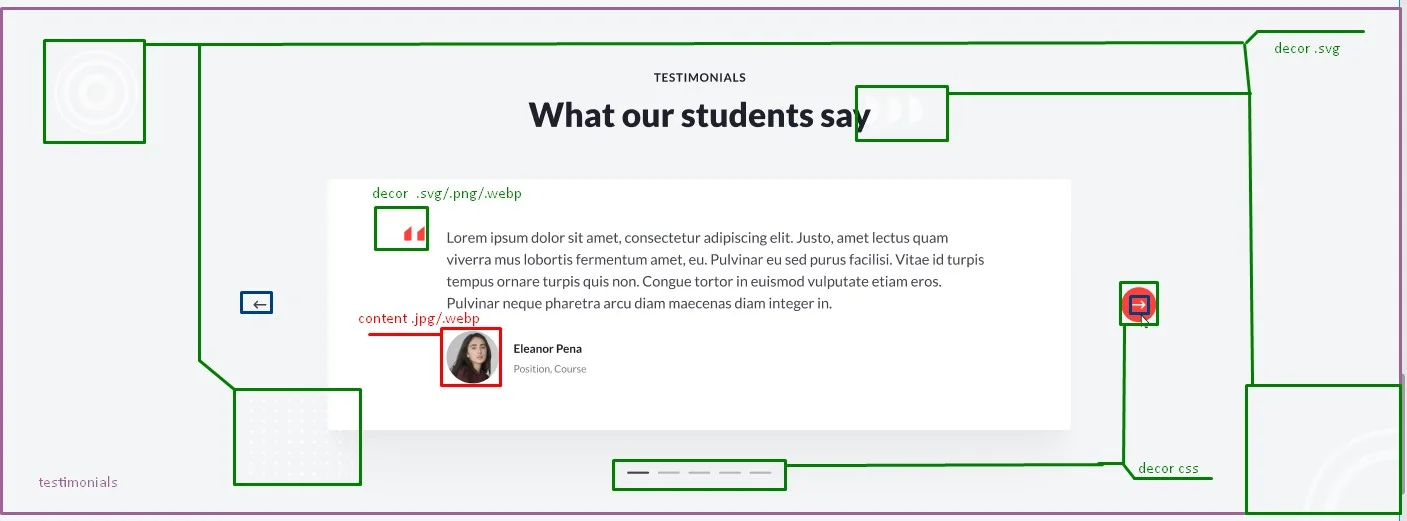 decor .svg
TESTIMONIALS
What our students say
decor .svg/.png/.webp
Lorem ipsum dolor sit amet, consectetur adipiscing elit. Justo, amet lectus quam
viverra mus lobortis fermentum amet, eu. Pulvinar eu sed purus facilisi. Vitae id turpis
tempus ornare turpis quis non. Congue tortor in euismod vulputate etiam eros.
Pulvinar neque pharetra arcu diam maecenas diam integer in.
content .jpg/.webp
Eleanor Pena
Position, Course
decor css
testimonials